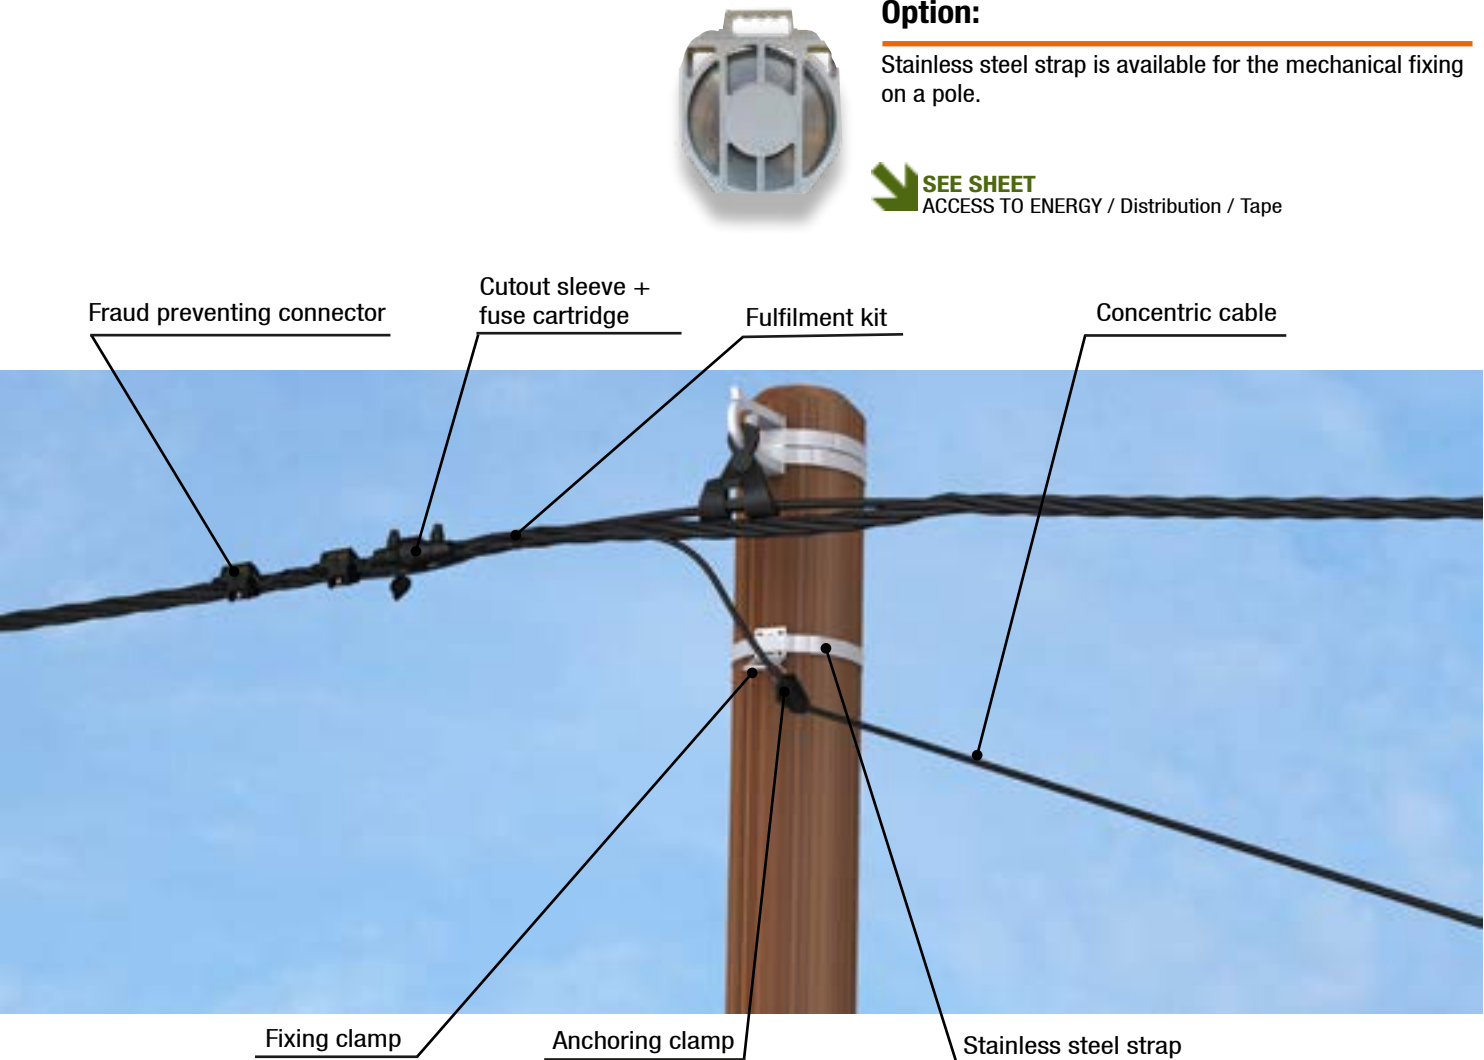 Option:
Stainless steel strap is available for the mechanical fixing
on a pole.
SEE SHEET
ACCESS TO ENERGY / Distribution / Tape
Cutout sleeve +
fuse cartridge
Fraud preventing connector
Fulfilment kit
Concentric cable
Fixing clamp
Anchoring clamp
Stainless steel strap